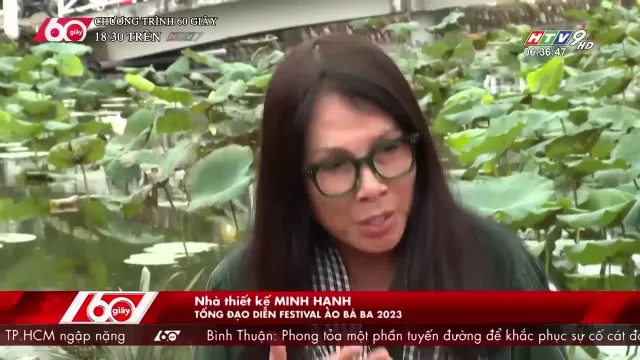 60 giây
CHƯƠNG TRÌNH 60 GIÂY
18:30 TRÊN HTV9
HTV9 HD
06:36:47
Nhà thiết kế MINH HẠNH
TỔNG ĐẠO DIỄN FESTIVAL ÁO BÀ BA 2023
60 giây
TP.HCM ngập nặng 60 giây Bình Thuận: Phong tỏa một phần tuyến đường để khắc phục sự cố cát đ